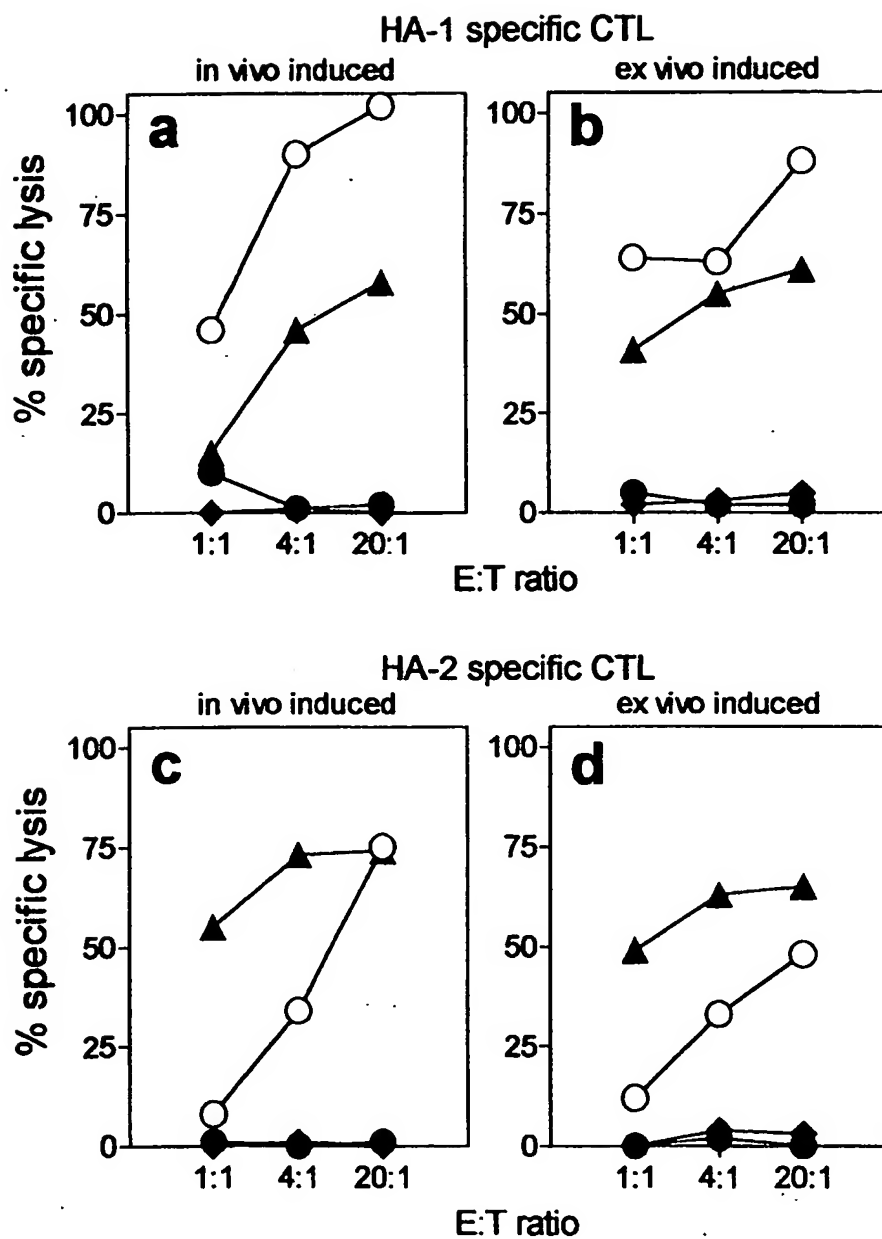 HA-1 specific CTL
in vivo induced
ex vivo induced
a
b
% specific lysis
100
75
50
25
0
100
75
50
25
0
1:1 4:1 20:1
1:1 4:1 20:1
E:T ratio
HA-2 specific CTL
in vivo induced
ex vivo induced
c
d
% specific lysis
100
75
50
25
0
100
75
50
25
0
1:1 4:1 20:1
1:1 4:1 20:1
E:T ratio